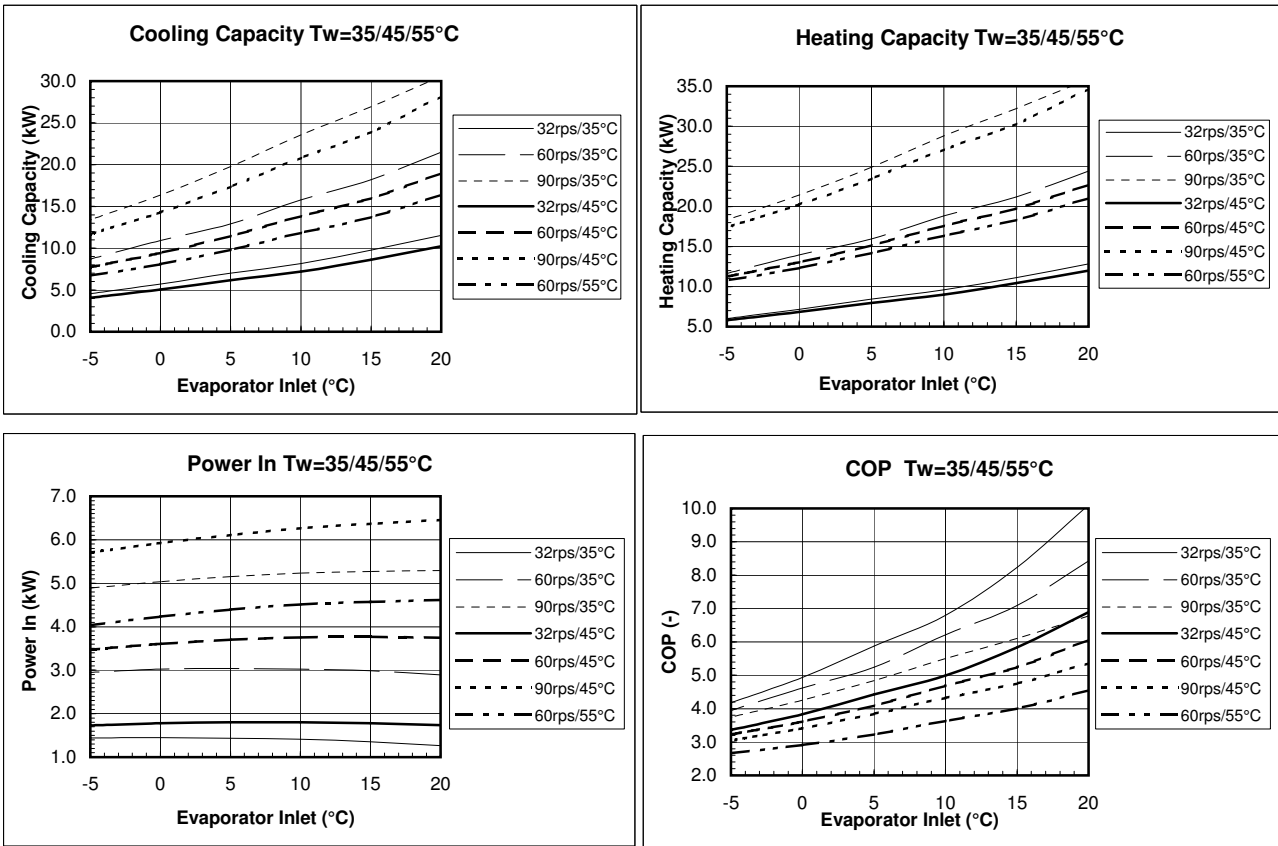 Cooling Capacity Tw=35/45/55°C
Cooling Capacity (kW)
30.0
25.0
20.0
15.0
10.0
5.0
0.0
-5 0 5 10 15 20
Evaporator Inlet (°C)
32rps/35°C
60rps/35°C
90rps/35°C
32rps/45°C
60rps/45°C
90rps/45°C
60rps/55°C
Heating Capacity Tw=35/45/55°C
Heating Capacity (kW)
35.0
30.0
25.0
20.0
15.0
10.0
5.0
-5 0 5 10 15 20
Evaporator Inlet (°C)
32rps/35°C
60rps/35°C
90rps/35°C
32rps/45°C
60rps/45°C
90rps/45°C
60rps/55°C
Power In Tw=35/45/55°C
Power In (kW)
7.0
6.0
5.0
4.0
3.0
2.0
1.0
-5 0 5 10 15 20
Evaporator Inlet (°C)
32rps/35°C
60rps/35°C
90rps/35°C
32rps/45°C
60rps/45°C
90rps/45°C
60rps/55°C
COP Tw=35/45/55°C
COP (-)
10.0
9.0
8.0
7.0
6.0
5.0
4.0
3.0
2.0
-5 0 5 10 15 20
Evaporator Inlet (°C)
32rps/35°C
60rps/35°C
90rps/35°C
32rps/45°C
60rps/45°C
90rps/45°C
60rps/55°C